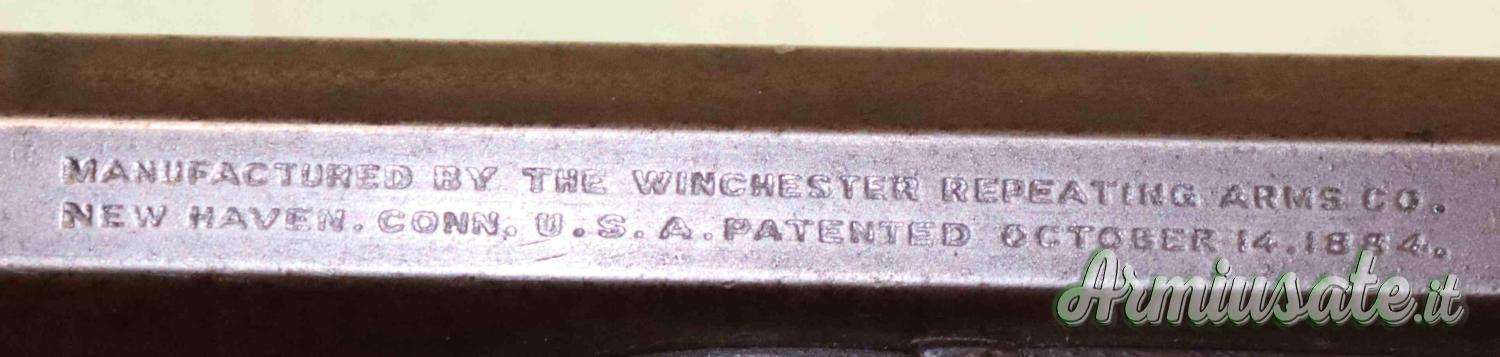 MANUFACTURED BY THE WINCHESTER REPEATING ARMS CO.
NEW HAVEN. CONN. U.S.A. PATENTED OCTOBER 14.1884.
Armiusate.it